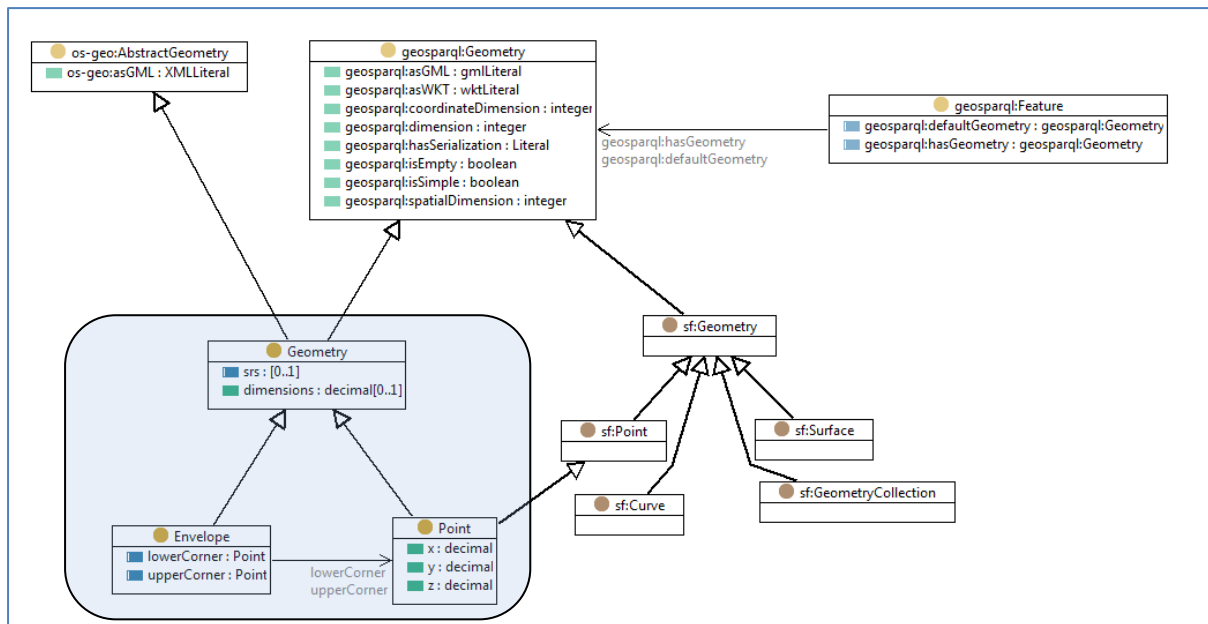 os-geo:AbstractGeometry
os-geo:asGML : XMLLiteral
geosparql:Geometry
geosparql:asGML : gmlLiteral
geosparql:asWKT : wktLiteral
geosparql:coordinateDimension : integer
geosparql:dimension : integer
geosparql:hasSerialization : Literal
geosparql:isEmpty : boolean
geosparql:isSimple : boolean
geosparql:spatialDimension : integer
geosparql:hasGeometry
geosparql:defaultGeometry
geosparql:Feature
geosparql:defaultGeometry : geosparql:Geometry
geosparql:hasGeometry : geosparql:Geometry
Geometry
srs : [0..1]
dimensions : decimal[0..1]
sf:Geometry
sf:Point
sf:Surface
sf:Curve
sf:GeometryCollection
Envelope
lowerCorner : Point
upperCorner : Point
lowerCorner
upperCorner
Point
x : decimal
y : decimal
z : decimal